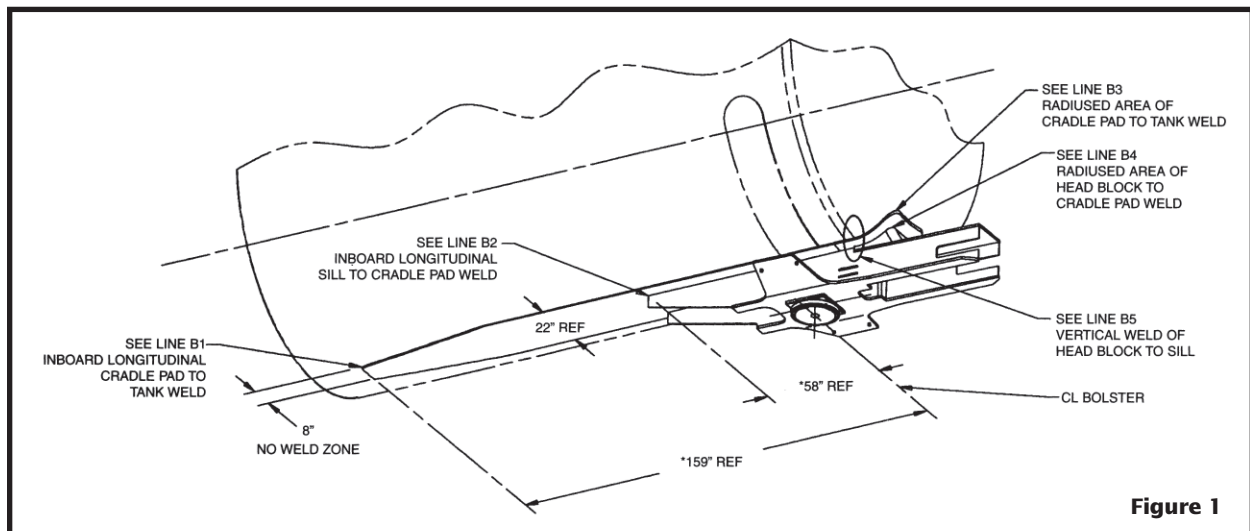 SEE LINE B3
RADIUSED AREA OF
CRADLE PAD TO TANK WELD
SEE LINE B4
RADIUSED AREA OF
HEAD BLOCK TO
CRADLE PAD WELD
SEE LINE B2
INBOARD LONGITUDINAL
SILL TO CRADLE PAD WELD
22" REF
SEE LINE B1
INBOARD LONGITUDINAL
CRADLE PAD TO
TANK WELD
SEE LINE B5
VERTICAL WELD OF
HEAD BLOCK TO SILL
*58" REF
CL BOLSTER
8"
NO WELD ZONE
*159" REF
Figure 1